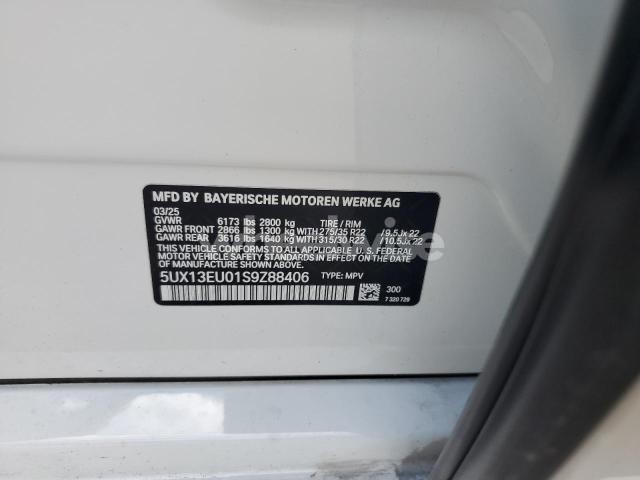 MFD BY BAYERISCHE MOTOREN WERKE AG
03/25
GVWR 6173 lbs 2800 kg TIRE / RIM
GAWR FRONT 2866 lbs 1300 kg WITH 275/35 R22 /9.5Jx22
GAWR REAR 3616 lbs 1640 kg WITH 315/30 R22 /10.5Jx22
THIS VEHICLE CONFORMS TO ALL APPLICABLE U. S. FEDERAL
MOTOR VEHICLE SAFETY STANDARDS IN EFFECT ON THE DATE OF
MANUFACTURE SHOWN ABOVE.
5UX13EU01S9Z88406 TYPE: MPV
300
7 320 729